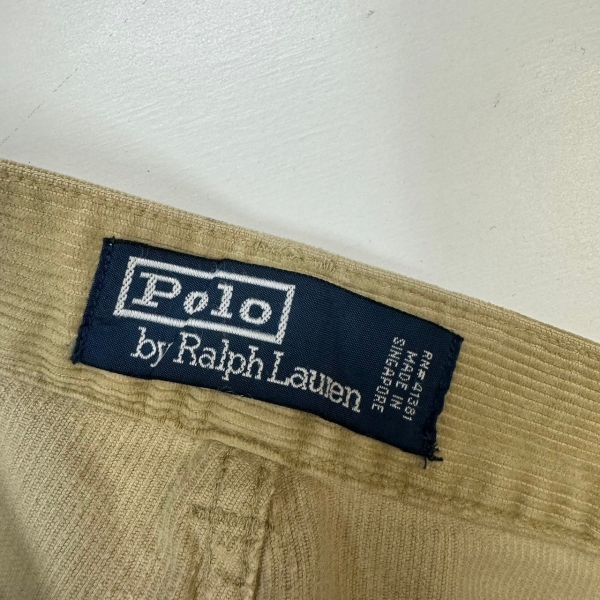 Polo
by Ralph Lauren
RN#41381
MADE IN
SINGAPORE